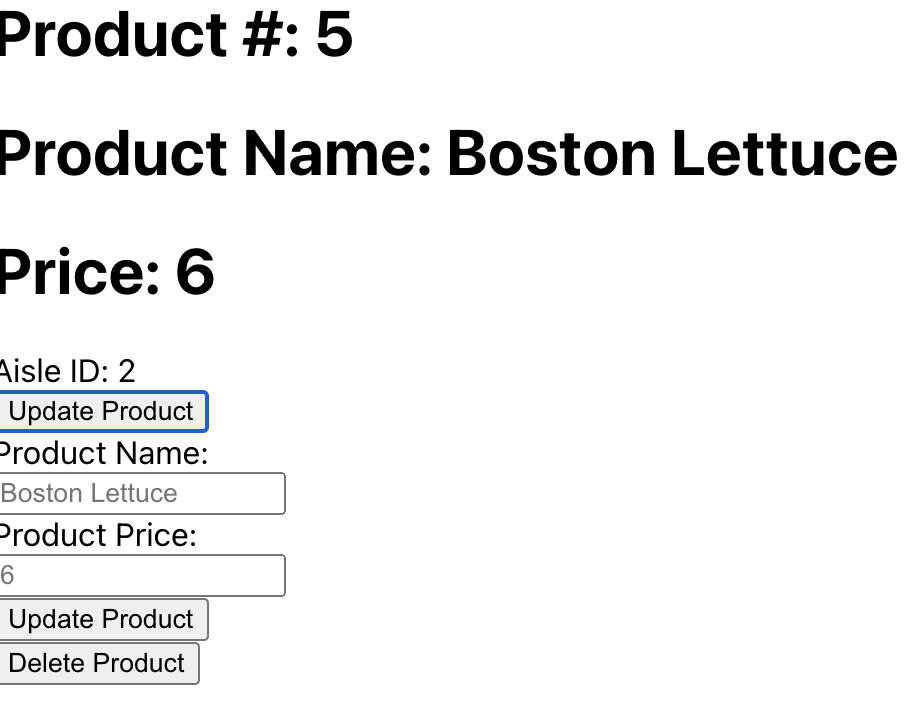 Product #: 5
Product Name: Boston Lettuce
Price: 6
Aisle ID: 2
Update Product
Product Name:
Boston Lettuce
Product Price:
6
Update Product
Delete Product